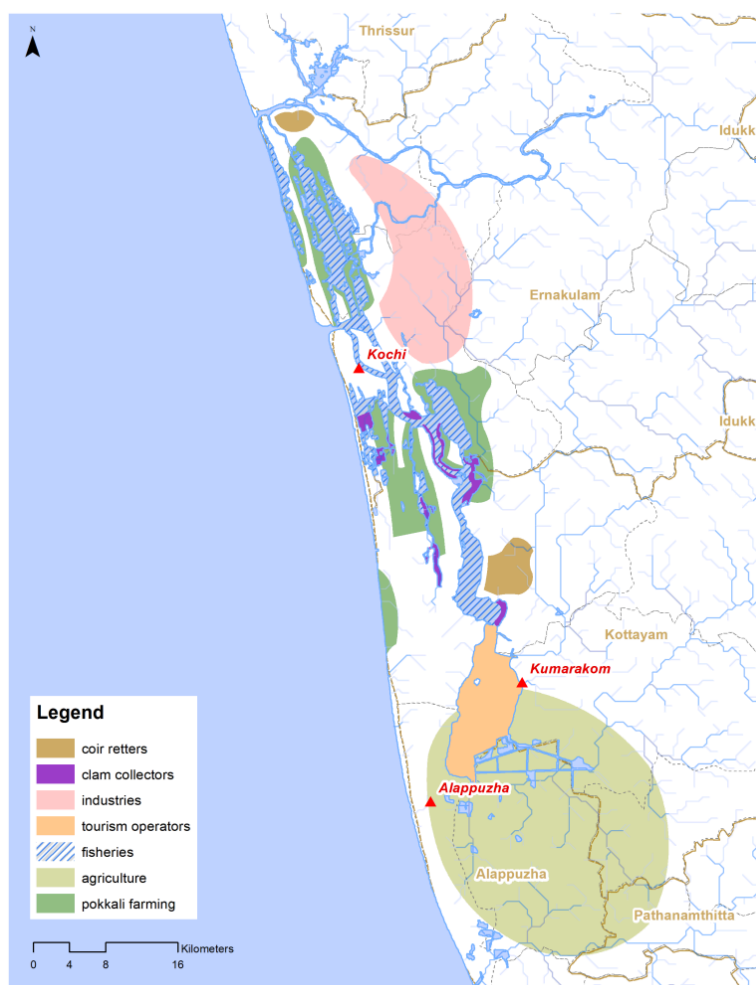 N
Thrissur
Idukk
Ernakulam
Kochi
Idukk
Kottayam
Kumarakom
Alappuzha
Alappuzha
Pathanamthitta
Legend
coir retters
clam collectors
industries
tourism operators
fisheries
agriculture
pokkali farming
Kilometers
0 4 8 16